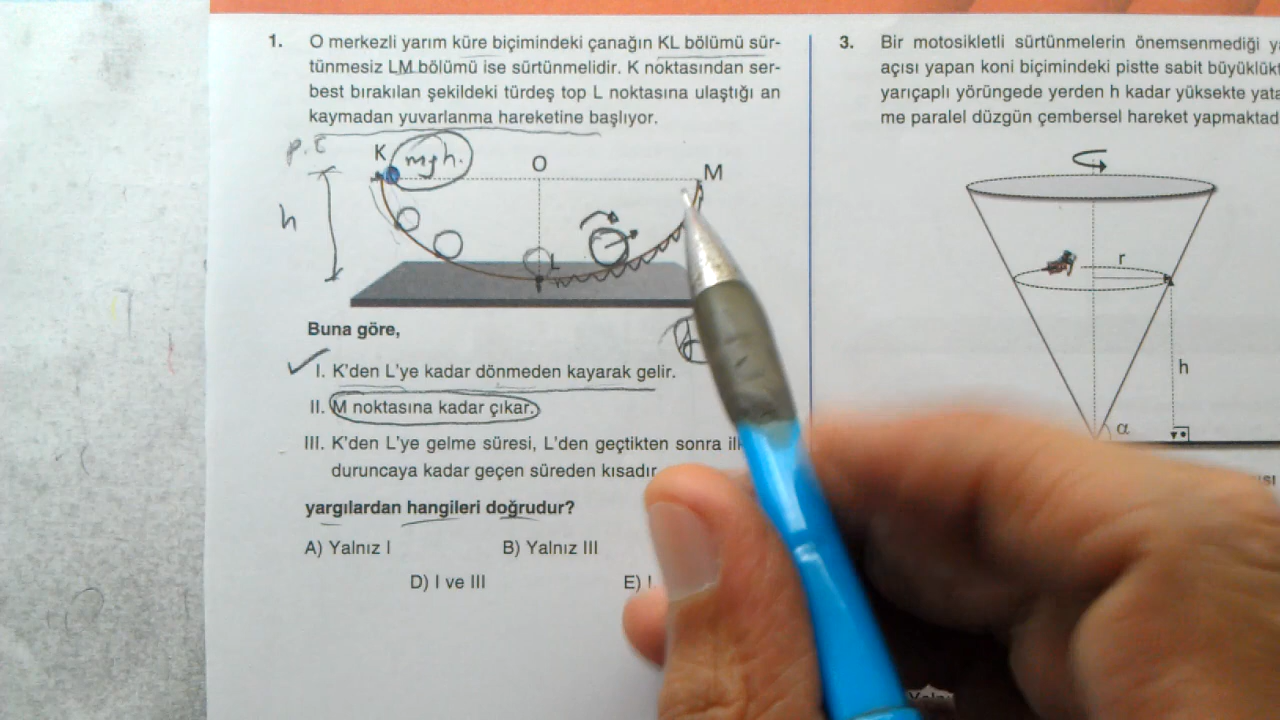 1. O merkezli yarım küre biçimindeki çanağın KL bölümü sür-
tünmesiz LM bölümü ise sürtünmelidir. K noktasından ser-
best bırakılan şekildeki türdeş top L noktasına ulaştığı an
kaymadan yuvarlanma hareketine başlıyor.
K mgh. O M
h
L
Buna göre,
I. K'den L'ye kadar dönmeden kayarak gelir.
II. M noktasına kadar çıkar.
III. K'den L'ye gelme süresi, L'den geçtikten sonra
duruncaya kadar geçen süreden kısadır
yargılardan hangileri doğrudur?
A) Yalnız I B) Yalnız III
D) I ve III E)
3. Bir motosikletli sürtünmelerin önemsenmediği
açısı yapan koni biçimindeki pistte sabit
yarıçaplı yörüngede yerden h kadar yüksekte
me paralel düzgün çembersel hareket
r
h
α